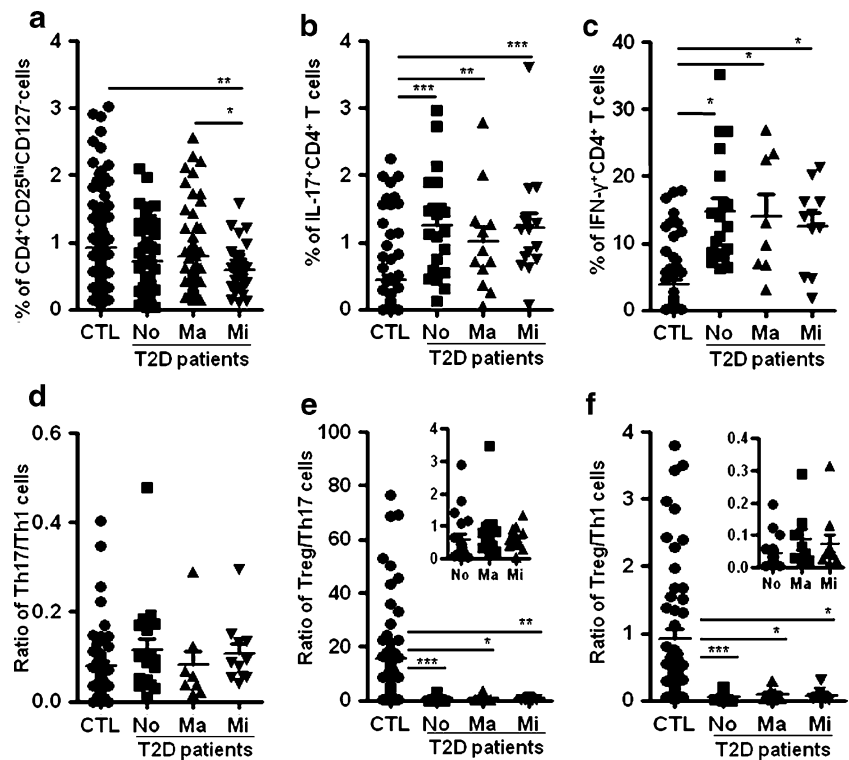 a
% of CD4+CD25hiCD127-cells
4
3
2
1
0
**
*
CTL No Ma Mi
T2D patients
b
% of IL-17+CD4+ T cells
4
3
2
1
0
***
**
***
CTL No Ma Mi
T2D patients
c
% of IFN-γ+CD4+ T cells
40
30
20
10
0
*
*
*
CTL No Ma Mi
T2D patients
d
Ratio of Th17/Th1 cells
0.6
0.4
0.2
0.0
CTL No Ma Mi
T2D patients
e
Ratio of Treg/Th17 cells
100
80
60
40
20
0
4
3
2
1
0
No Ma Mi
**
*
***
CTL No Ma Mi
T2D patients
f
Ratio of Treg/Th1 cells
4
3
2
1
0
0.4
0.3
0.2
0.1
0.0
No Ma Mi
*
*
***
CTL No Ma Mi
T2D patients